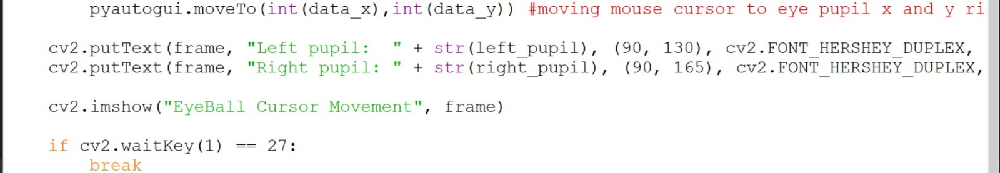 pyautogui.moveTo(int(data_x),int(data_y)) #moving mouse cursor to eye pupil x and y ri
cv2.putText(frame, "Left pupil:  " + str(left_pupil), (90, 130), cv2.FONT_HERSHEY_DUPLEX,
cv2.putText(frame, "Right pupil: " + str(right_pupil), (90, 165), cv2.FONT_HERSHEY_DUPLEX,
cv2.imshow("EyeBall Cursor Movement", frame)
if cv2.waitKey(1) == 27:
break